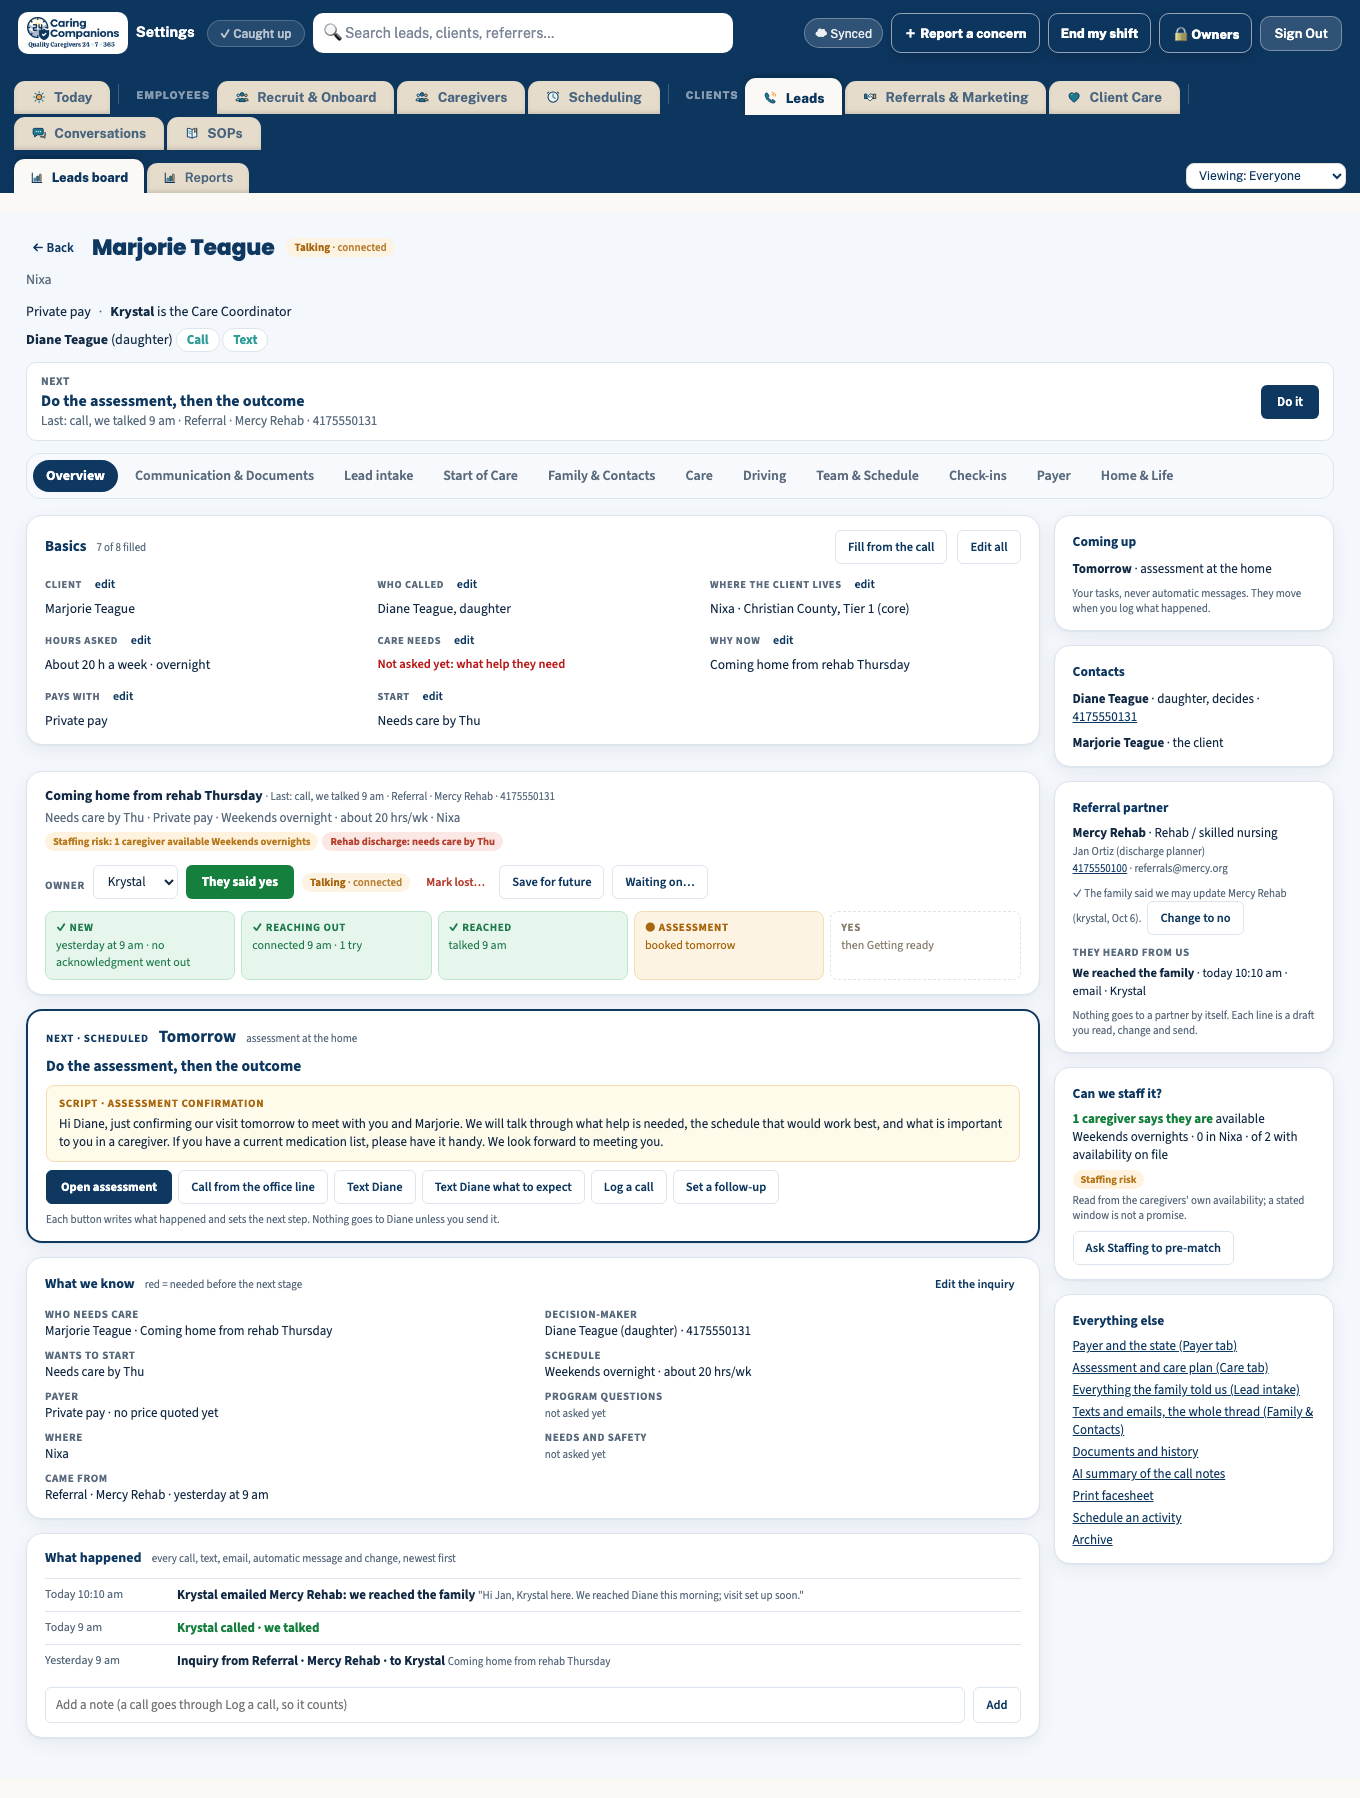 Caring Companions
Quality Caregivers 24 · 7 · 365
Settings
✓ Caught up
Search leads, clients, referrers...
Synced
+ Report a concern
End my shift
Owners
Sign Out
Today
EMPLOYEES
Recruit & Onboard
Caregivers
Scheduling
CLIENTS
Leads
Referrals & Marketing
Client Care
Conversations
SOPs
Leads board
Reports
Viewing: Everyone
← Back
Marjorie Teague
Talking · connected
Nixa
Private pay · Krystal is the Care Coordinator
Diane Teague (daughter) Call Text
NEXT
Do the assessment, then the outcome
Last: call, we talked 9 am · Referral · Mercy Rehab · 4175550131
Do it
Overview
Communication & Documents
Lead intake
Start of Care
Family & Contacts
Care
Driving
Team & Schedule
Check-ins
Payer
Home & Life
Basics 7 of 8 filled
Fill from the call
Edit all
CLIENT edit
Marjorie Teague
WHO CALLED edit
Diane Teague, daughter
WHERE THE CLIENT LIVES edit
Nixa · Christian County, Tier 1 (core)
HOURS ASKED edit
About 20 h a week · overnight
CARE NEEDS edit
Not asked yet: what help they need
WHY NOW edit
Coming home from rehab Thursday
PAYS WITH edit
Private pay
START edit
Needs care by Thu
Coming home from rehab Thursday · Last: call, we talked 9 am · Referral · Mercy Rehab · 4175550131
Needs care by Thu · Private pay · Weekends overnight · about 20 hrs/wk · Nixa
Staffing risk: 1 caregiver available Weekends overnights
Rehab discharge: needs care by Thu
OWNER
Krystal
They said yes
Talking · connected
Mark lost...
Save for future
Waiting on...
✓ NEW
yesterday at 9 am · no
acknowledgment went out
✓ REACHING OUT
connected 9 am · 1 try
✓ REACHED
talked 9 am
● ASSESSMENT
booked tomorrow
YES
then Getting ready
NEXT · SCHEDULED Tomorrow assessment at the home
Do the assessment, then the outcome
SCRIPT · ASSESSMENT CONFIRMATION
Hi Diane, just confirming our visit tomorrow to meet with you and Marjorie. We will talk through what help is needed, the schedule that would work best, and what is important
to you in a caregiver. If you have a current medication list, please have it handy. We look forward to meeting you.
Open assessment
Call from the office line
Text Diane
Text Diane what to expect
Log a call
Set a follow-up
Each button writes what happened and sets the next step. Nothing goes to Diane unless you send it.
What we know red = needed before the next stage
Edit the inquiry
WHO NEEDS CARE
Marjorie Teague · Coming home from rehab Thursday
DECISION-MAKER
Diane Teague (daughter) · 4175550131
WANTS TO START
Needs care by Thu
SCHEDULE
Weekends overnight · about 20 hrs/wk
PAYER
Private pay · no price quoted yet
PROGRAM QUESTIONS
not asked yet
WHERE
Nixa
NEEDS AND SAFETY
not asked yet
CAME FROM
Referral · Mercy Rehab · yesterday at 9 am
What happened every call, text, email, automatic message and change, newest first
Today 10:10 am
Krystal emailed Mercy Rehab: we reached the family "Hi Jan, Krystal here. We reached Diane this morning; visit set up soon."
Today 9 am
Krystal called · we talked
Yesterday 9 am
Inquiry from Referral · Mercy Rehab · to Krystal Coming home from rehab Thursday
Add a note (a call goes through Log a call, so it counts)
Add
Coming up
Tomorrow · assessment at the home
Your tasks, never automatic messages. They move
when you log what happened.
Contacts
Diane Teague · daughter, decides ·
4175550131
Marjorie Teague · the client
Referral partner
Mercy Rehab · Rehab / skilled nursing
Jan Ortiz (discharge planner)
4175550100 · referrals@mercy.org
✓ The family said we may update Mercy Rehab
(krystal, Oct 6). Change to no
THEY HEARD FROM US
We reached the family · today 10:10 am ·
email · Krystal
Nothing goes to a partner by itself. Each line is a draft
you read, change and send.
Can we staff it?
1 caregiver says they are available
Weekends overnights · 0 in Nixa · of 2 with
availability on file
Staffing risk
Read from the caregivers' own availability; a stated
window is not a promise.
Ask Staffing to pre-match
Everything else
Payer and the state (Payer tab)
Assessment and care plan (Care tab)
Everything the family told us (Lead intake)
Texts and emails, the whole thread (Family &
Contacts)
Documents and history
AI summary of the call notes
Print facesheet
Schedule an activity
Archive